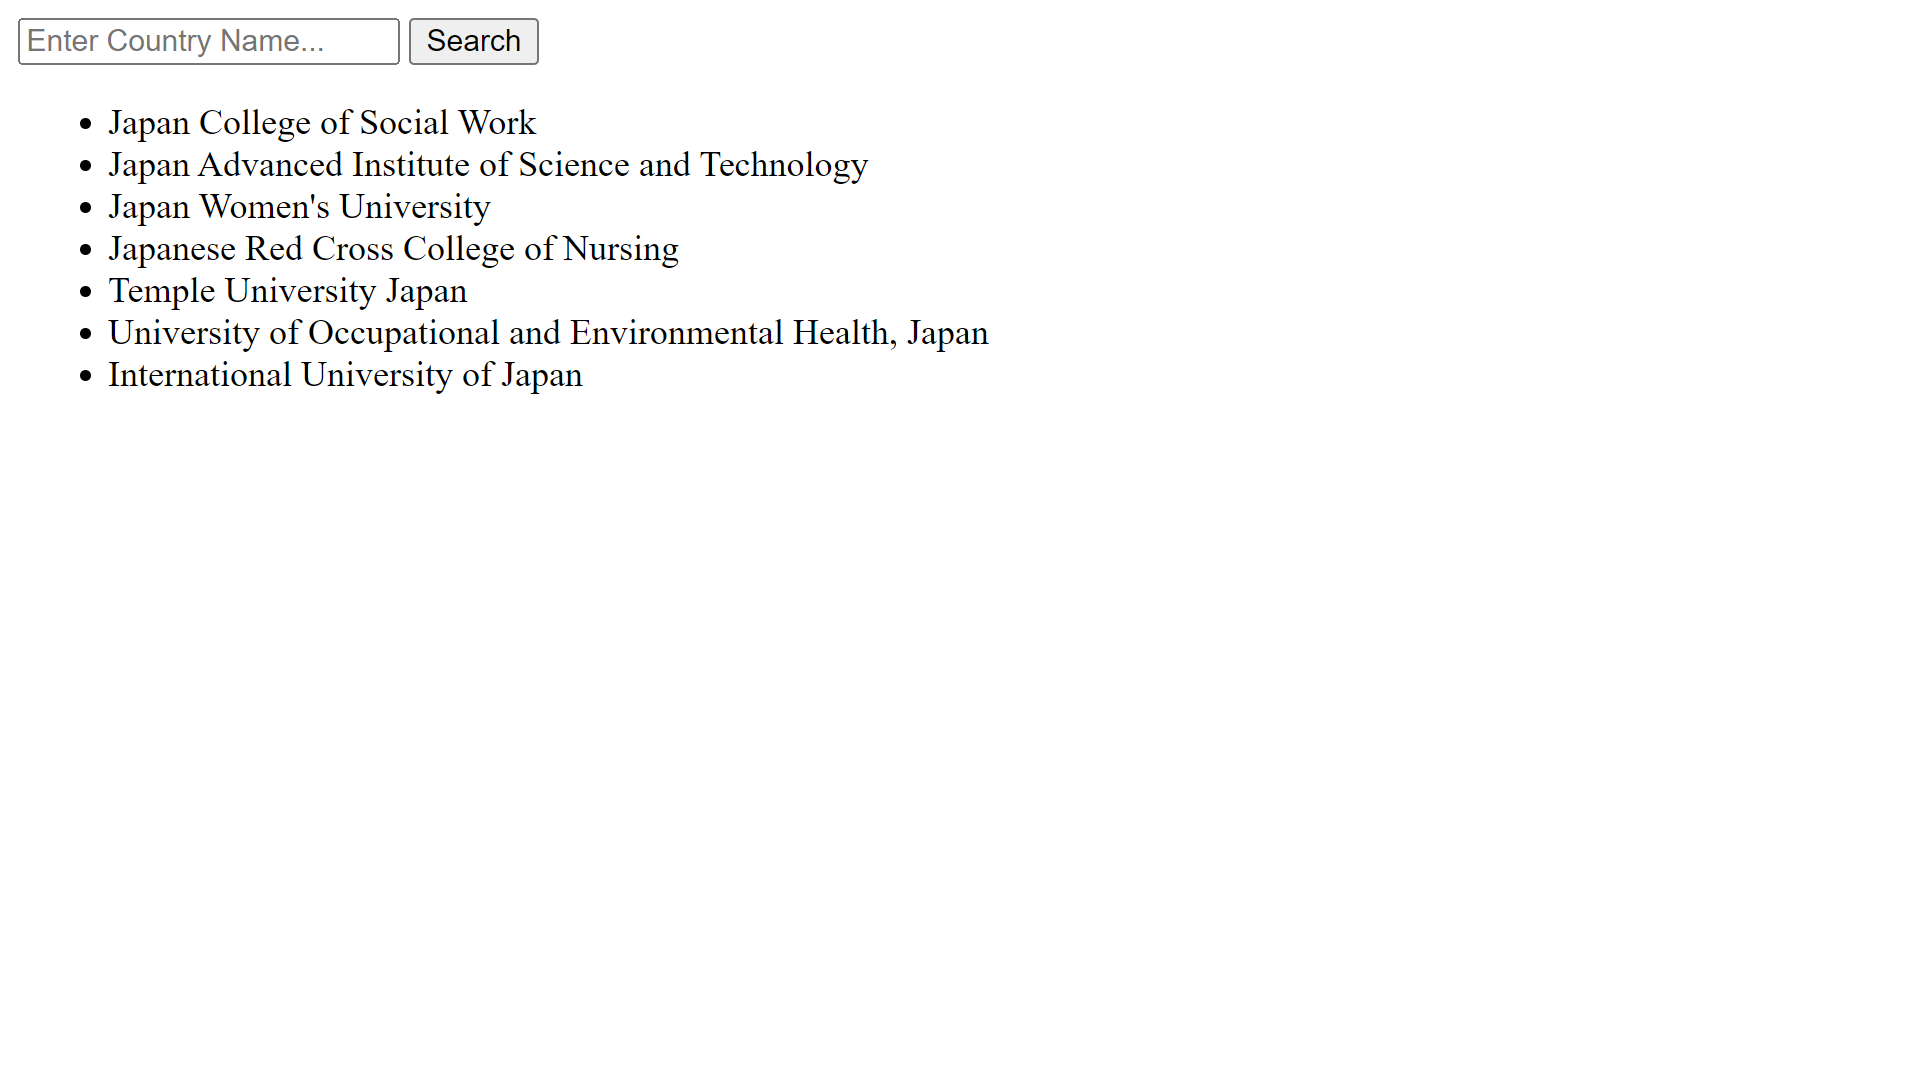 Enter Country Name... Search
Japan College of Social Work
Japan Advanced Institute of Science and Technology
Japan Women's University
Japanese Red Cross College of Nursing
Temple University Japan
University of Occupational and Environmental Health, Japan
International University of Japan